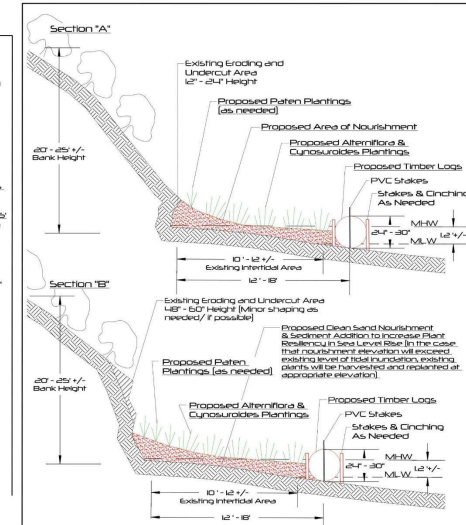 Section "A"
Existing Eroding and
Undercut Area
12" - 24" Height
Proposed Paten Plantings
(as needed)
Proposed Area of Nourishment
Proposed Alterniflora &
Cynosuroides Plantings
Proposed Timber Logs
PVC Stakes
Stakes & Cinching
As Needed
20' - 25' +/-
Bank Height
MHW
24" - 30"
1.2 +/-
MLW
10' - 12 +/-
Existing Intertidal Area
12' - 18'
Section "B"
Existing Eroding and Undercut Area
48" - 60" Height (Minor shaping as
needed/ if possible)
Proposed Clean Sand Nourishment
& Sediment Addition to Increase Plant
Resiliency in Sea Level Rise (in the case
that nourishment elevation will exceed
existing level of tidal inundation, existing
plants will be harvested and replanted at
appropriate elevation)
Proposed Paten
Plantings (as needed)
Proposed Alterniflora &
Cynosuroides Plantings
Proposed Timber Logs
PVC Stakes
Stakes & Cinching
As Needed
20' - 25' +/-
Bank Height
MHW
24" - 30"
1.2 +/-
MLW
10' - 12 +/-
Existing Intertidal Area
12' - 18'